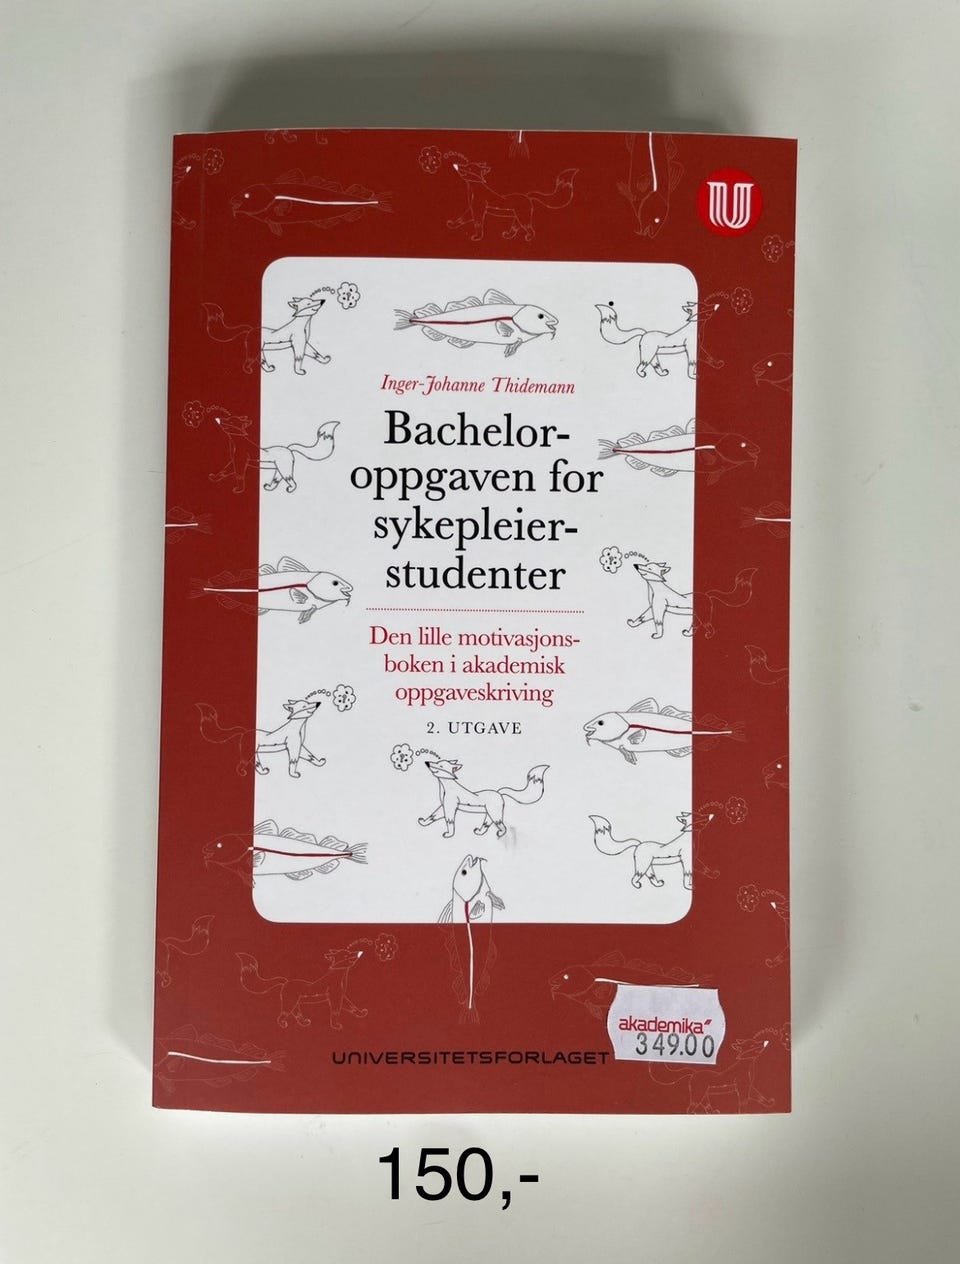 U
Inger-Johanne Thidemann
Bachelor-
oppgaven for
sykepleier-
studenter
Den lille motivasjons-
boken i akademisk
oppgaveskriving
2. UTGAVE
akademika
349.00
UNIVERSITETSFORLAGET
150,-